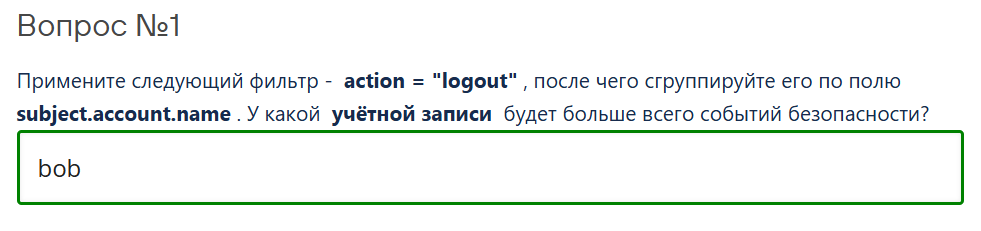 Вопрос №1
Примените следующий фильтр - action = "logout" , после чего сгруппируйте его по полю
subject.account.name . У какой учётной записи будет больше всего событий безопасности?
bob